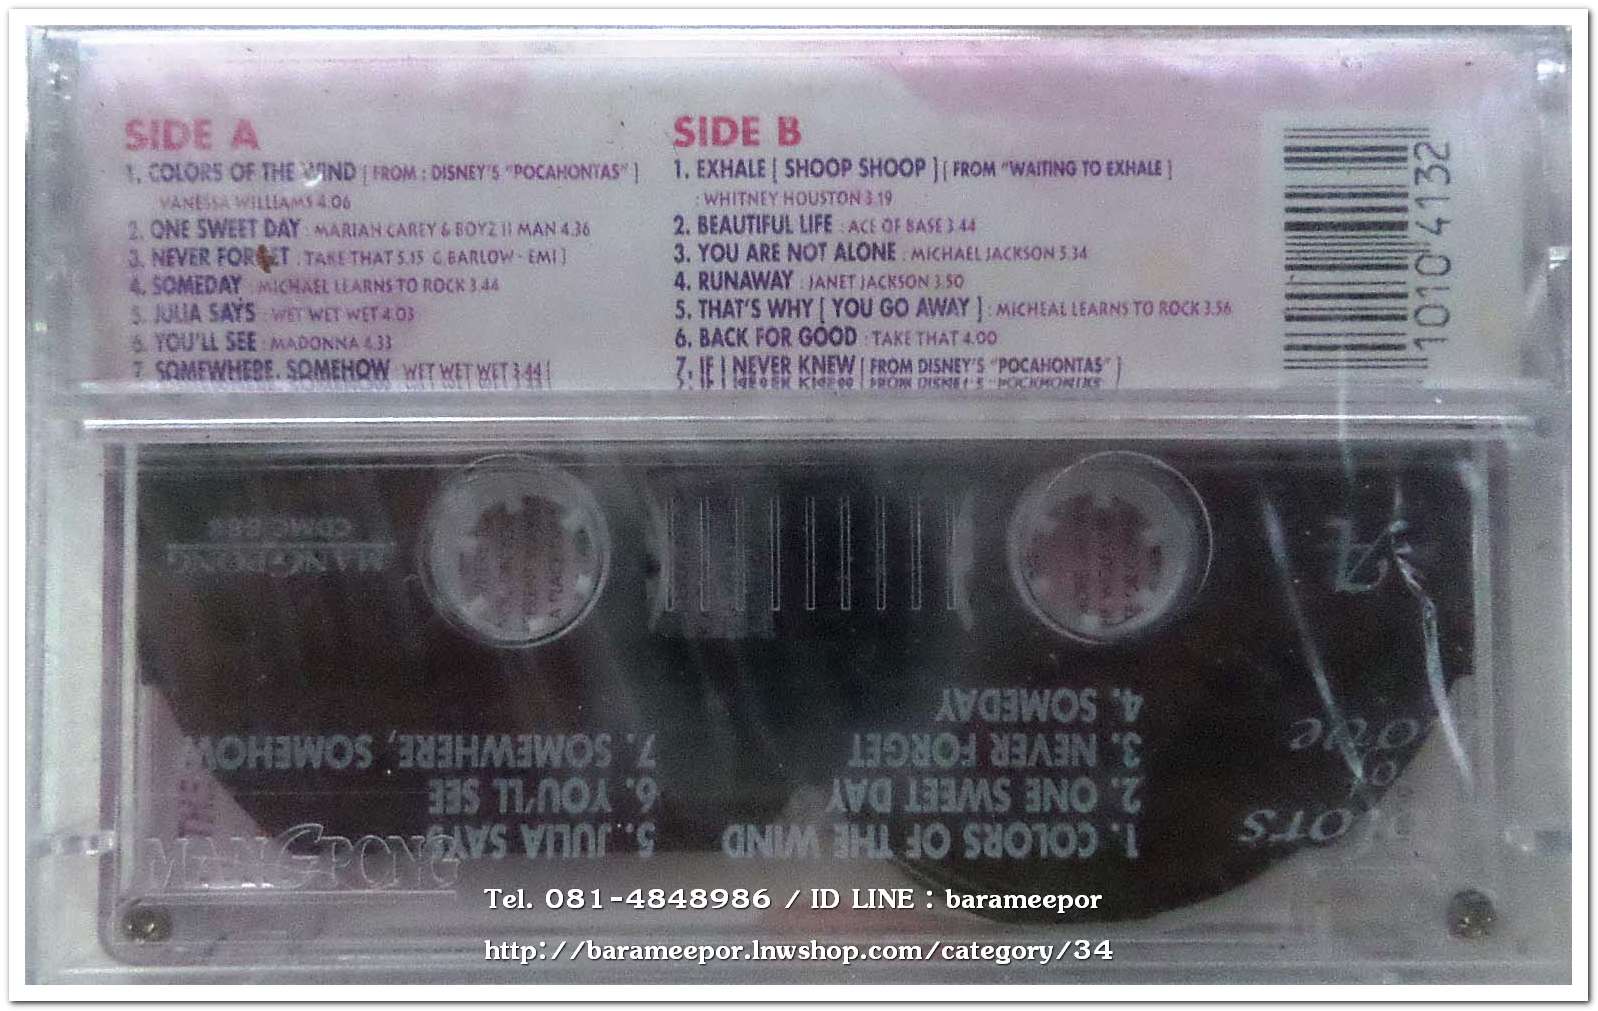 SIDE A
1. COLORS OF THE WIND [ FROM : DISNEY'S "POCAHONTAS" ]
VANESSA WILLIAMS 4.06
2. ONE SWEET DAY : MARIAH CAREY & BOYZ II MAN 4.36
3. NEVER FORGET : TAKE THAT 5.15 G. BARLOW - EMI ]
4. SOMEDAY : MICHAEL LEARNS TO ROCK 3.44
5. JULIA SAYS : WET WET WET 4.03
6. YOU'LL SEE : MADONNA 4.33
7. SOMEWHERE, SOMEHOW : WET WET WET 3.44 [
SIDE B
1. EXHALE [ SHOOP SHOOP ] [ FROM "WAITING TO EXHALE ]
: WHITNEY HOUSTON 3.19
2. BEAUTIFUL LIFE : ACE OF BASE 3.44
3. YOU ARE NOT ALONE : MICHAEL JACKSON 5.34
4. RUNAWAY : JANET JACKSON 3.50
5. THAT'S WHY [ YOU GO AWAY ] : MICHEAL LEARNS TO ROCK 3.56
6. BACK FOR GOOD : TAKE THAT 4.00
7. IF I NEVER KNEW [ FROM DISNEY'S "POCAHONTAS" ]
1010 4132
A
MANGPONG
1. COLORS OF THE WIND
2. ONE SWEET DAY
3. NEVER FORGET
4. SOMEDAY
5. JULIA SAYS
6. YOU'LL SEE
7. SOMEWHERE, SOMEHOW
MANGPONG
Tel. 081-4848986 / ID LINE : barameepor
http://barameepor.lnwshop.com/category/34